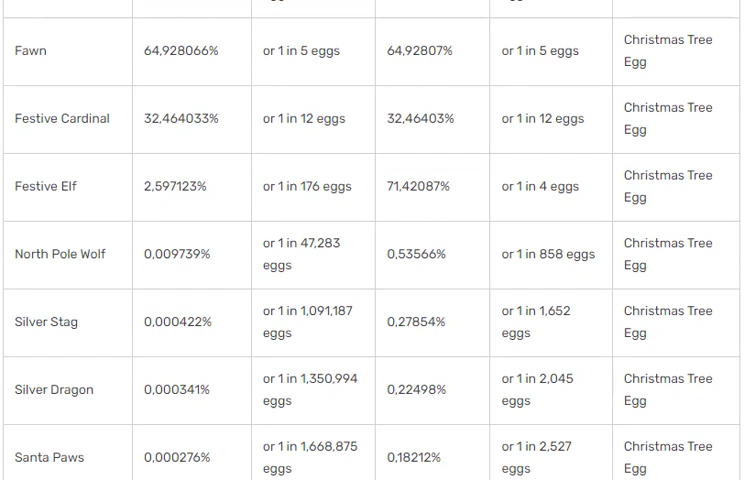 Fawn
64,928066%
or 1 in 5 eggs
64,92807%
or 1 in 5 eggs
Christmas Tree
Egg
Festive Cardinal
32,464033%
or 1 in 12 eggs
32,46403%
or 1 in 12 eggs
Christmas Tree
Egg
Festive Elf
2,597123%
or 1 in 176 eggs
71,42087%
or 1 in 4 eggs
Christmas Tree
Egg
North Pole Wolf
0,009739%
or 1 in 47,283
eggs
0,53566%
or 1 in 858 eggs
Christmas Tree
Egg
Silver Stag
0,000422%
or 1 in 1,091,187
eggs
0,27854%
or 1 in 1,652
eggs
Christmas Tree
Egg
Silver Dragon
0,000341%
or 1 in 1,350,994
eggs
0,22498%
or 1 in 2,045
eggs
Christmas Tree
Egg
Santa Paws
0,000276%
or 1 in 1,668,875
eggs
0,18212%
or 1 in 2,527
eggs
Christmas Tree
Egg